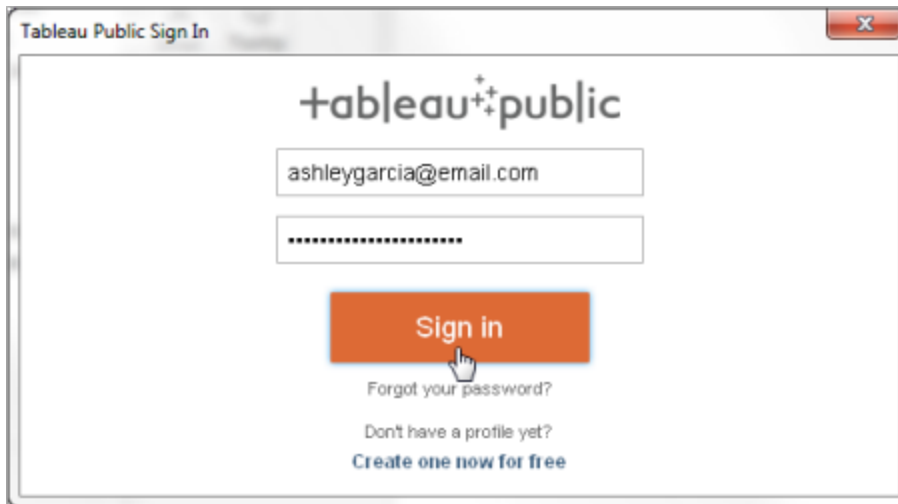 Tableau Public Sign In
+ableau public
ashleygarcia@email.com
Sign in
Forgot your password?
Don't have a profile yet?
Create one now for free